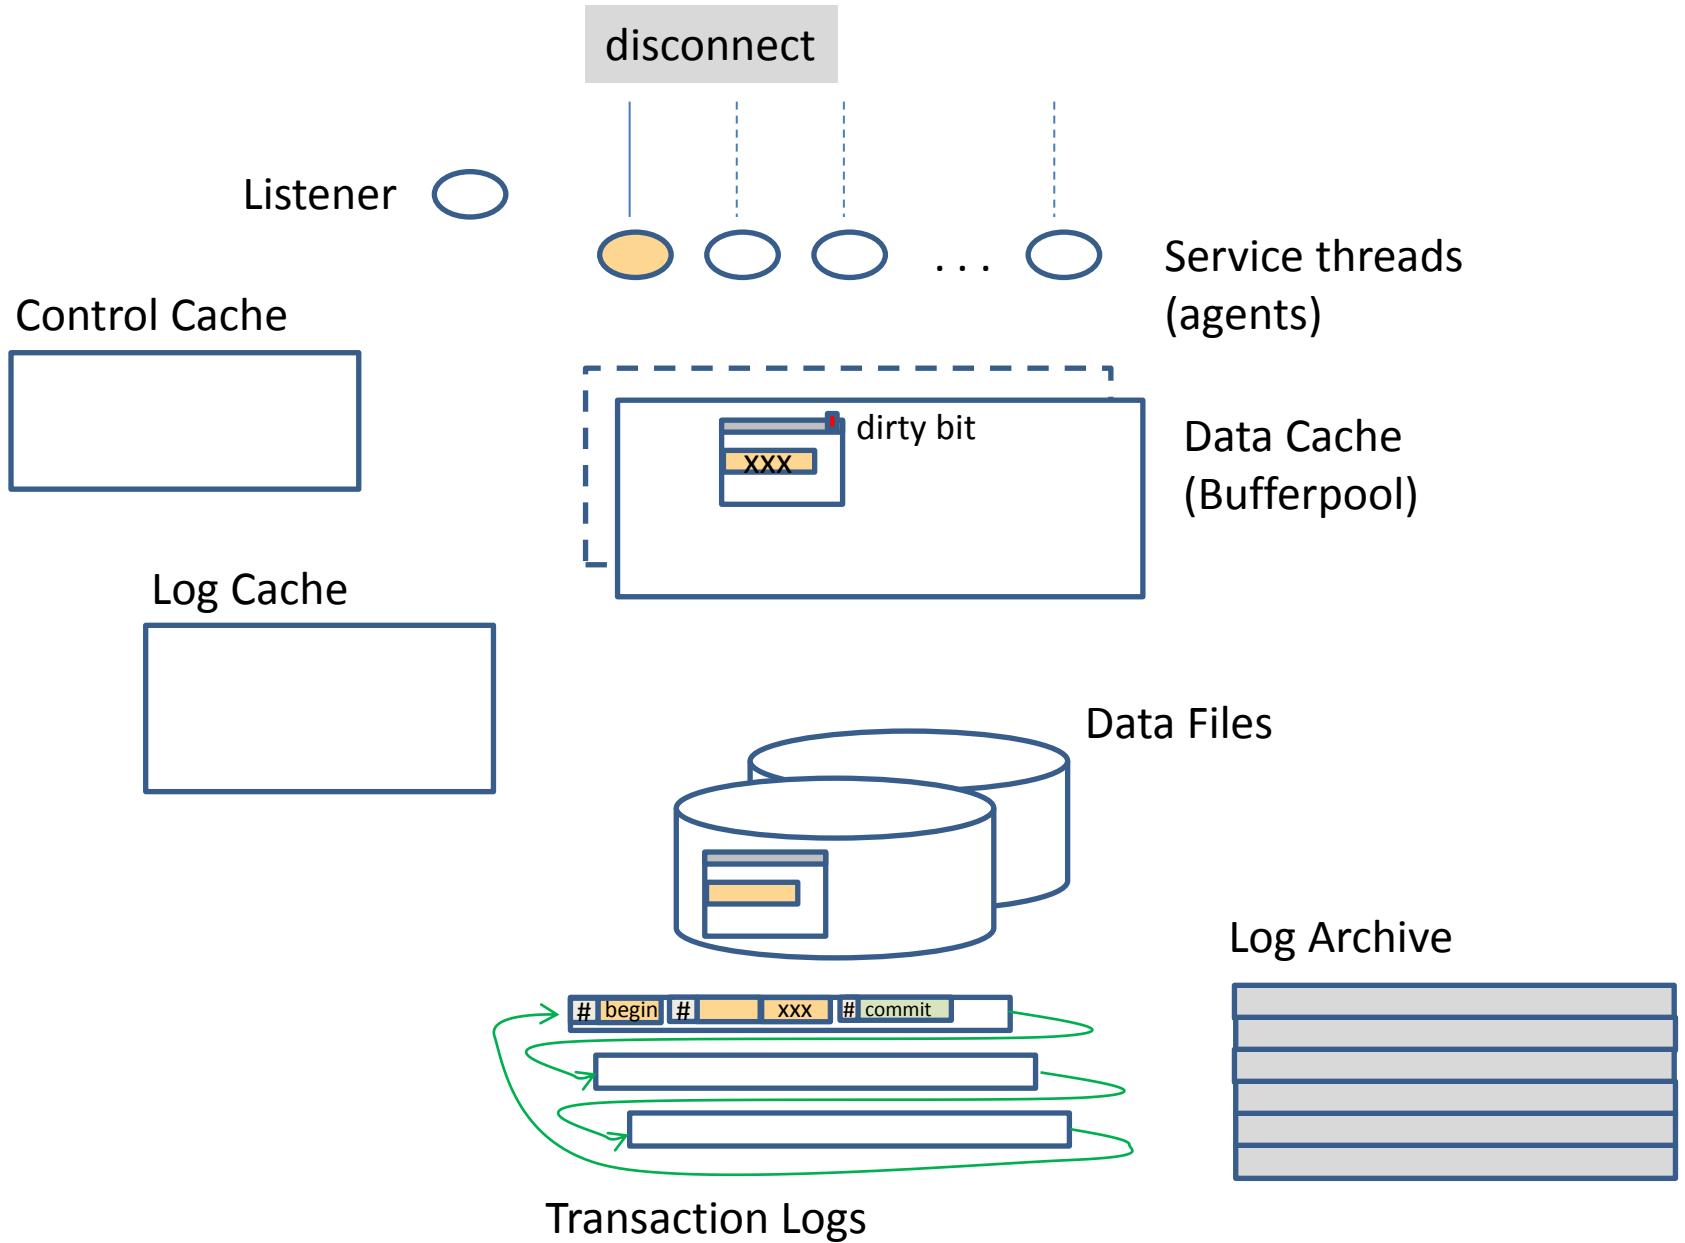 disconnect
Listener
. . .
Service threads
(agents)
Control Cache
dirty bit
xxx
Data Cache
(Bufferpool)
Log Cache
Data Files
Log Archive
# begin # xxx # commit
Transaction Logs